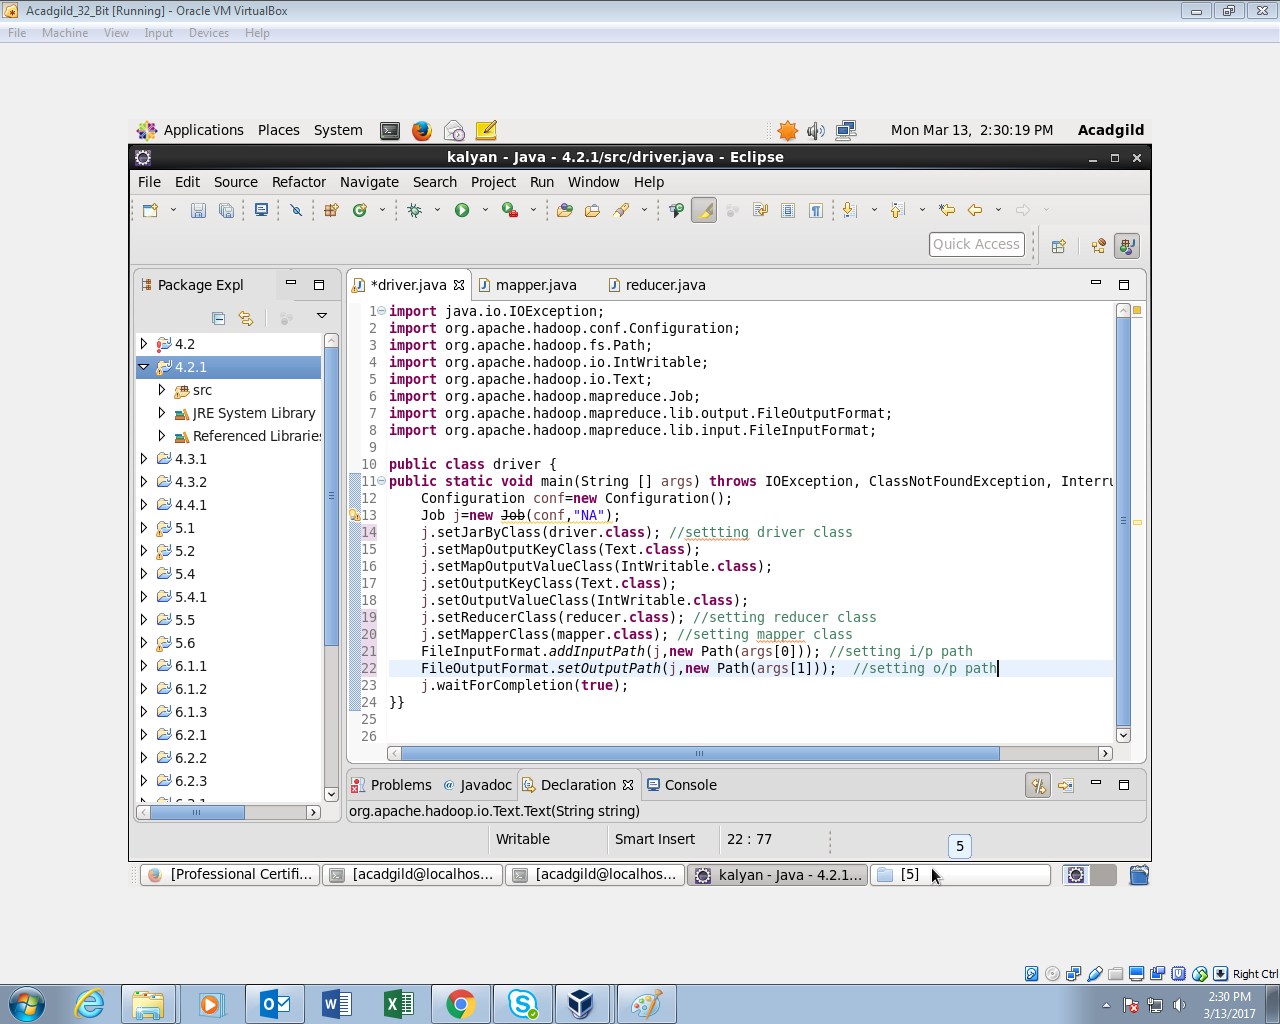 Acadgild_32_Bit [Running] - Oracle VM VirtualBox
File Machine View Input Devices Help
Applications Places System Mon Mar 13, 2:30:19 PM Acadgild
kalyan - Java - 4.2.1/src/driver.java - Eclipse
File Edit Source Refactor Navigate Search Project Run Window Help
Quick Access
Package Expl
*driver.java mapper.java reducer.java
4.2
4.2.1
src
JRE System Library
Referenced Libraries
4.3.1
4.3.2
4.4.1
5.1
5.2
5.4
5.4.1
5.5
5.6
6.1.1
6.1.2
6.1.3
6.2.1
6.2.2
6.2.3
1 import java.io.IOException;
2 import org.apache.hadoop.conf.Configuration;
3 import org.apache.hadoop.fs.Path;
4 import org.apache.hadoop.io.IntWritable;
5 import org.apache.hadoop.io.Text;
6 import org.apache.hadoop.mapreduce.Job;
7 import org.apache.hadoop.mapreduce.lib.output.FileOutputFormat;
8 import org.apache.hadoop.mapreduce.lib.input.FileInputFormat;
9
10 public class driver {
11 public static void main(String [] args) throws IOException, ClassNotFoundException, Interru
12 Configuration conf=new Configuration();
13 Job j=new Job(conf,"NA");
14 j.setJarByClass(driver.class); //settting driver class
15 j.setMapOutputKeyClass(Text.class);
16 j.setMapOutputValueClass(IntWritable.class);
17 j.setOutputKeyClass(Text.class);
18 j.setOutputValueClass(IntWritable.class);
19 j.setReducerClass(reducer.class); //setting reducer class
20 j.setMapperClass(mapper.class); //setting mapper class
21 FileInputFormat.addInputPath(j,new Path(args[0])); //setting i/p path
22 FileOutputFormat.setOutputPath(j,new Path(args[1])); //setting o/p path
23 j.waitForCompletion(true);
24 }}
25
26
Problems @ Javadoc Declaration Console
org.apache.hadoop.io.Text.Text(String string)
Writable Smart Insert 22 : 77
5
[Professional Certifi... [acadgild@localhos... [acadgild@localhos... kalyan - Java - 4.2.1... [5]
Right Ctrl
2:30 PM
3/13/2017